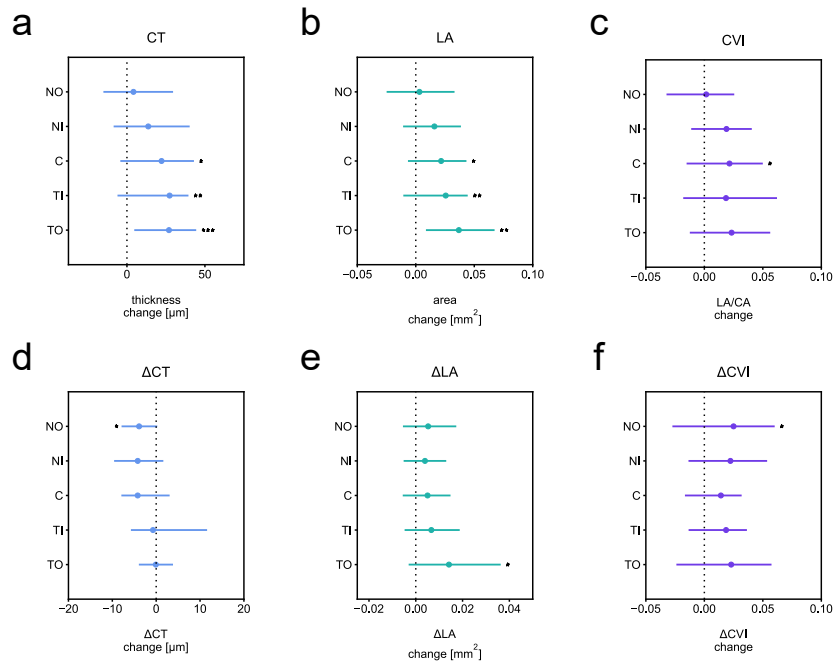 a
CT
NO
NI
C *
TI **
TO ***
0 50
thickness
change [µm]
b
LA
NO
NI
C *
TI **
TO **
−0.05 0.00 0.05 0.10
area
change [mm²]
c
CVI
NO
NI
C *
TI
TO
−0.05 0.00 0.05 0.10
LA/CA
change
d
ΔCT
NO *
NI
C
TI
TO
−20 −10 0 10 20
ΔCT
change [µm]
e
ΔLA
NO
NI
C
TI
TO *
−0.02 0.00 0.02 0.04
ΔLA
change [mm²]
f
ΔCVI
NO *
NI
C
TI
TO
−0.05 0.00 0.05 0.10
ΔCVI
change